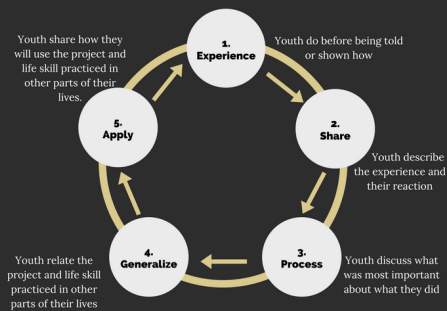 1.
Experience
Youth do before being told
or shown how
2.
Share
Youth describe
the experience and
their reaction
3.
Process
Youth discuss what
was most important
about what they did
4.
Generalize
Youth relate the
project and life skill
practiced in other
parts of their lives
5.
Apply
Youth share how they
will use the project and
life skill practiced in
other parts of their
lives.